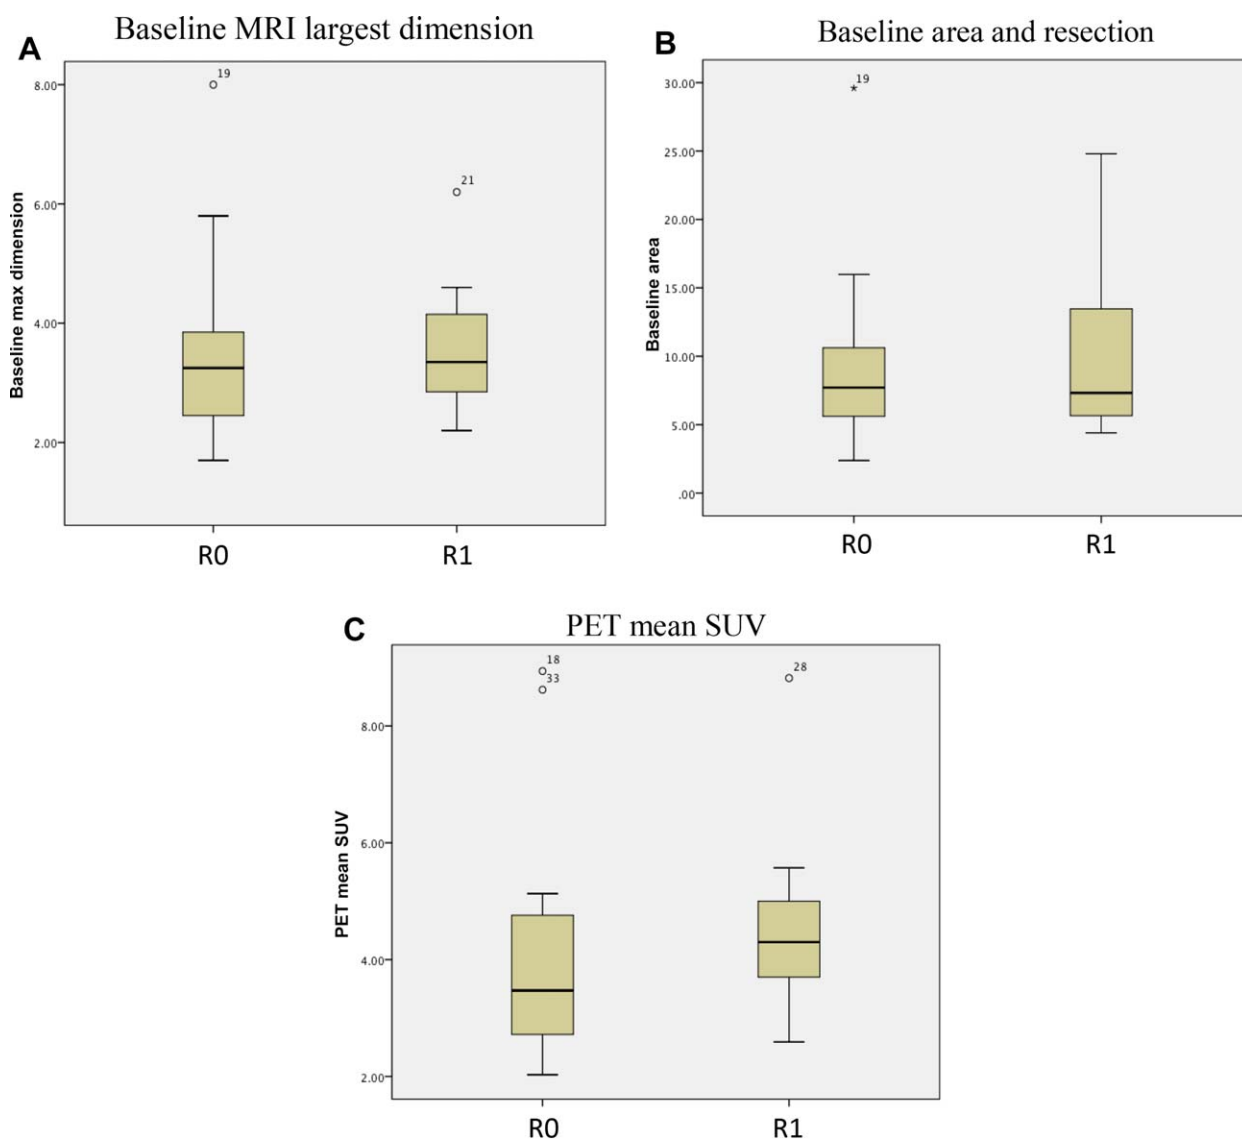 A
Baseline MRI largest dimension
Baseline max dimension
8.00
6.00
4.00
2.00
19
21
R0
R1
B
Baseline area and resection
Baseline area
30.00
25.00
20.00
15.00
10.00
5.00
.00
*19
R0
R1
C
PET mean SUV
PET mean SUV
8.00
6.00
4.00
2.00
18
33
28
R0
R1